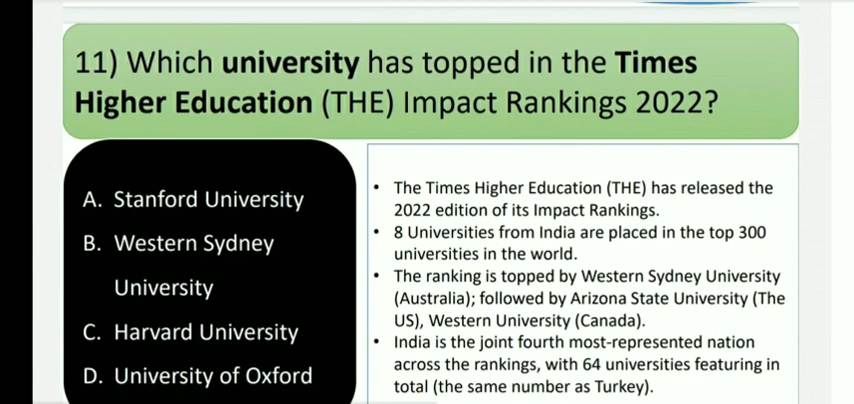 11) Which university has topped in the Times
Higher Education (THE) Impact Rankings 2022?
A. Stanford University
B. Western Sydney
University
C. Harvard University
D. University of Oxford
• The Times Higher Education (THE) has released the
2022 edition of its Impact Rankings.
• 8 Universities from India are placed in the top 300
universities in the world.
• The ranking is topped by Western Sydney University
(Australia); followed by Arizona State University (The
US), Western University (Canada).
• India is the joint fourth most-represented nation
across the rankings, with 64 universities featuring in
total (the same number as Turkey).